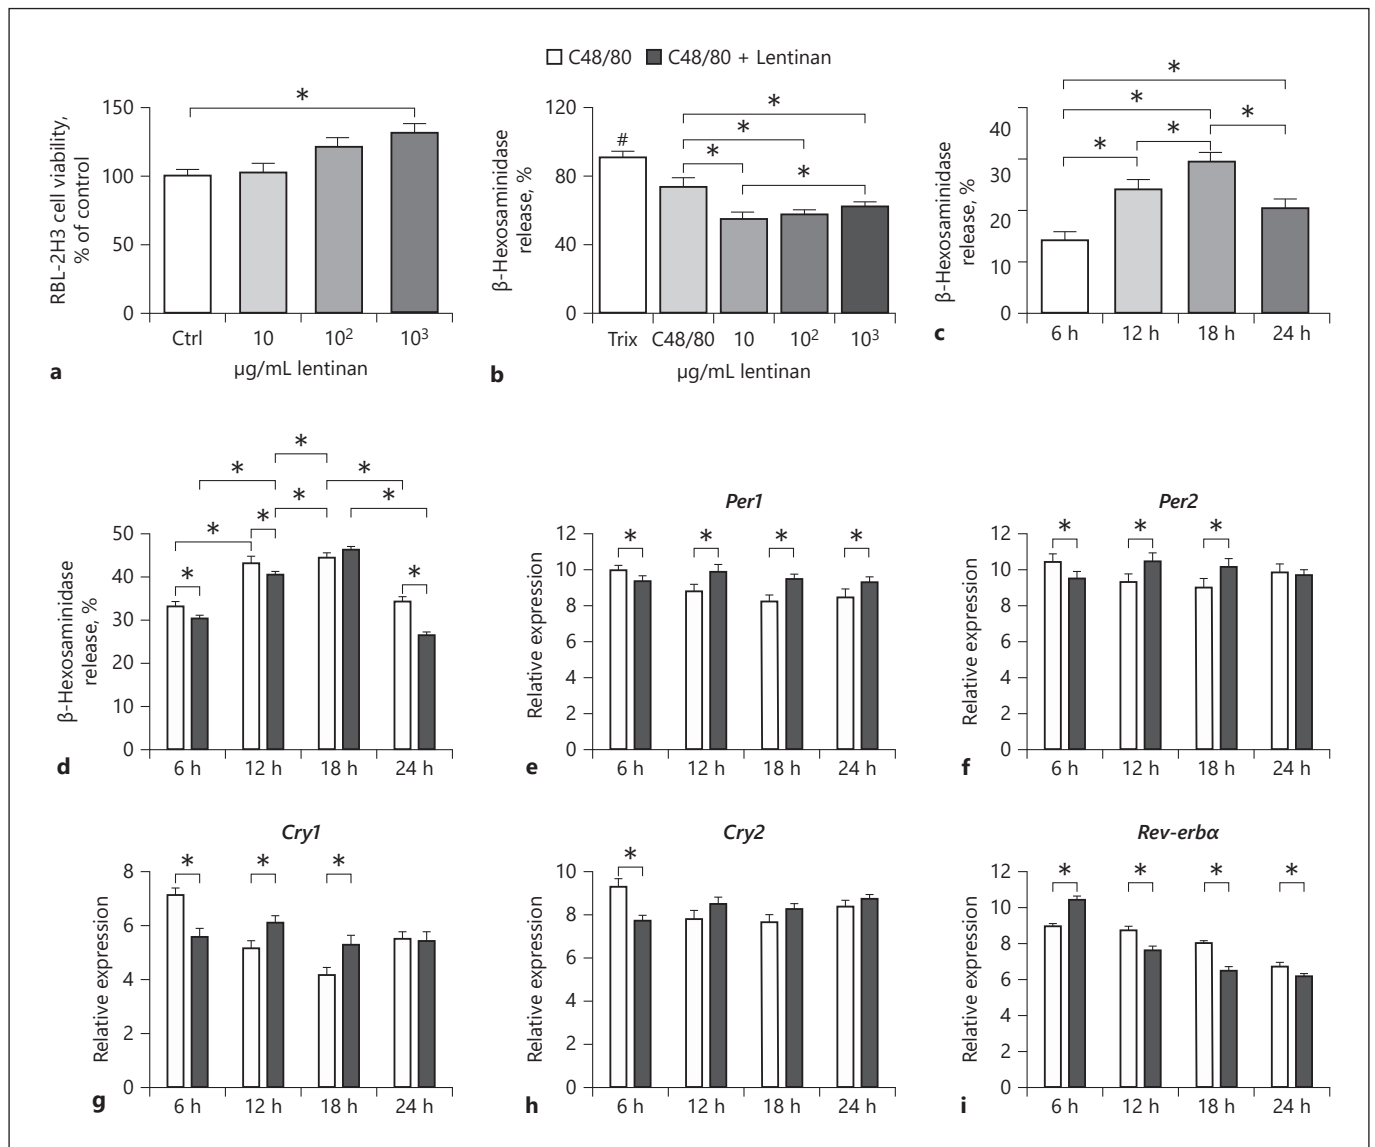 C48/80 C48/80 + Lentinan
RBL-2H3 cell viability,
% of control
150
100
50
0
*
Ctrl 10 10² 10³
µg/mL lentinan
a
β-Hexosaminidase
release, %
120
80
40
0
#
*
*
*
*
Trix C48/80 10 10² 10³
µg/mL lentinan
b
β-Hexosaminidase
release, %
40
30
20
10
0
*
*
*
*
*
6 h 12 h 18 h 24 h
c
β-Hexosaminidase
release, %
50
40
30
20
10
0
*
*
*
*
*
*
*
*
*
6 h 12 h 18 h 24 h
d
Per1
Relative expression
12
10
8
6
4
2
0
* * * *
6 h 12 h 18 h 24 h
e
Per2
Relative expression
12
10
8
6
4
2
0
* * *
6 h 12 h 18 h 24 h
f
Cry1
Relative expression
8
6
4
2
0
* * *
6 h 12 h 18 h 24 h
g
Cry2
Relative expression
10
8
6
4
2
0
*
6 h 12 h 18 h 24 h
h
Rev-erbα
Relative expression
12
10
8
6
4
2
0
* * * *
6 h 12 h 18 h 24 h
i